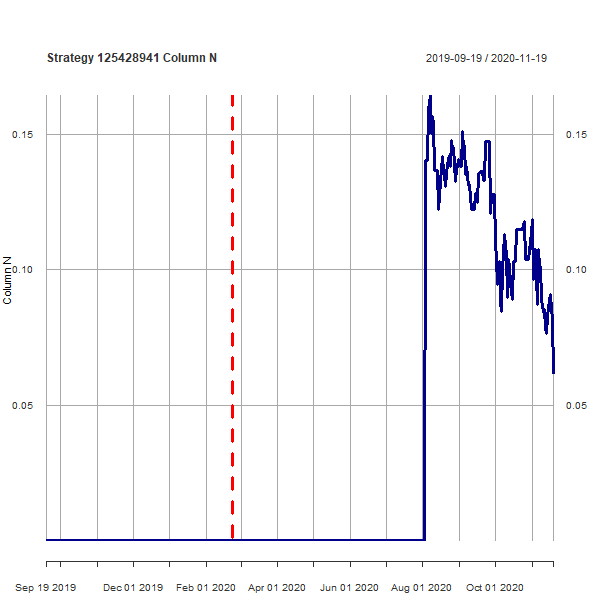 Strategy 125428941 Column N
2019-09-19 / 2020-11-19
0.15
0.15
0.10
0.10
Column N
0.05
0.05
Sep 19 2019
Dec 01 2019
Feb 01 2020
Apr 01 2020
Jun 01 2020
Aug 01 2020
Oct 01 2020